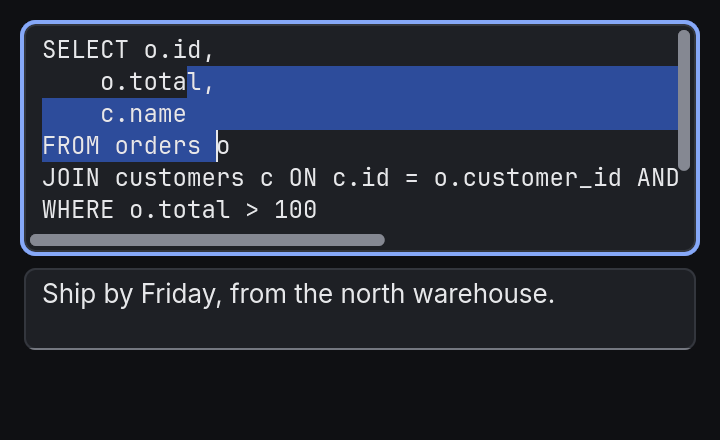 SELECT o.id,
    o.total,
    c.name
FROM orders o
JOIN customers c ON c.id = o.customer_id AND
WHERE o.total > 100
Ship by Friday, from the north warehouse.